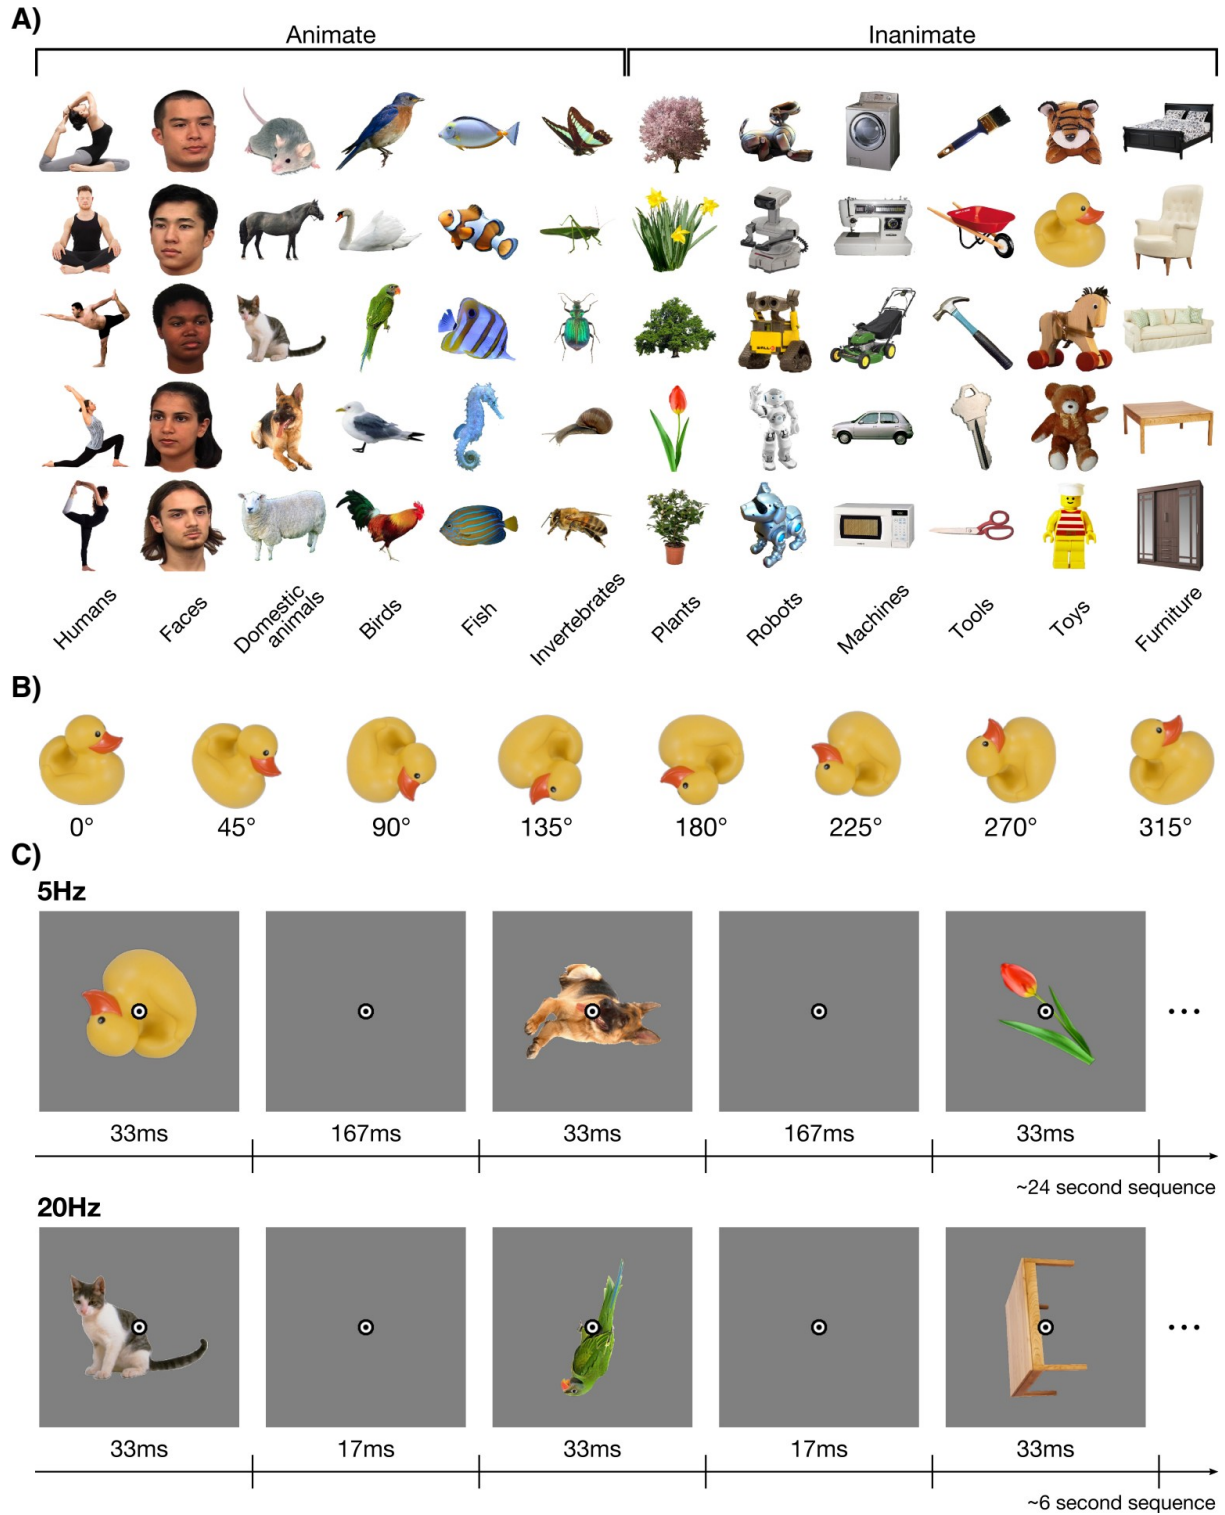 A)
Animate
Inanimate
WALL·E
Humans
Faces
Domestic
animals
Birds
Fish
Invertebrates
Plants
Robots
Machines
Tools
Toys
Furniture
B)
0°
45°
90°
135°
180°
225°
270°
315°
C)
5Hz
33ms
167ms
33ms
167ms
33ms
~24 second sequence
20Hz
33ms
17ms
33ms
17ms
33ms
~6 second sequence